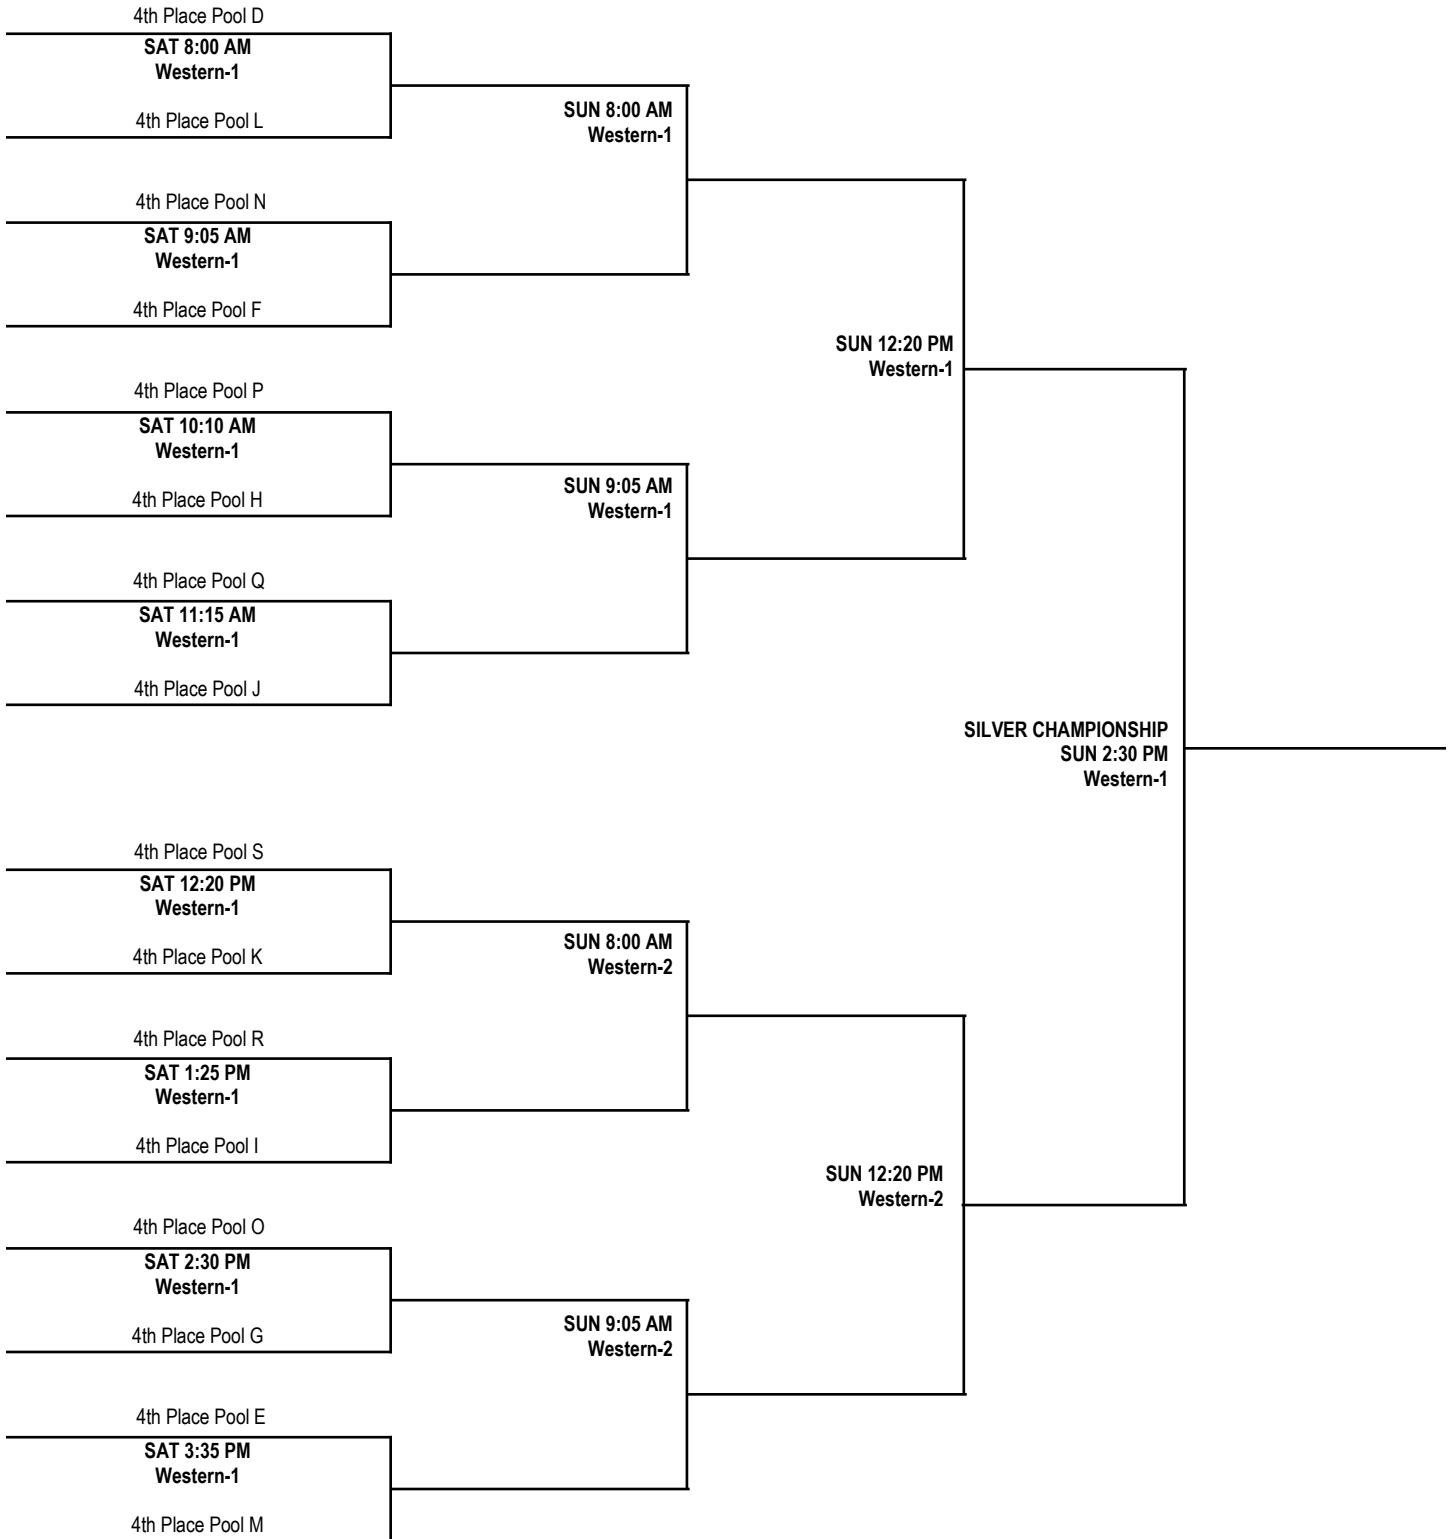 4th Place Pool D
SAT 8:00 AM
Western-1
4th Place Pool L
SUN 8:00 AM
Western-1
4th Place Pool N
SAT 9:05 AM
Western-1
4th Place Pool F
SUN 12:20 PM
Western-1
4th Place Pool P
SAT 10:10 AM
Western-1
4th Place Pool H
SUN 9:05 AM
Western-1
4th Place Pool Q
SAT 11:15 AM
Western-1
4th Place Pool J
SILVER CHAMPIONSHIP
SUN 2:30 PM
Western-1
4th Place Pool S
SAT 12:20 PM
Western-1
4th Place Pool K
SUN 8:00 AM
Western-2
4th Place Pool R
SAT 1:25 PM
Western-1
4th Place Pool I
SUN 12:20 PM
Western-2
4th Place Pool O
SAT 2:30 PM
Western-1
4th Place Pool G
SUN 9:05 AM
Western-2
4th Place Pool E
SAT 3:35 PM
Western-1
4th Place Pool M